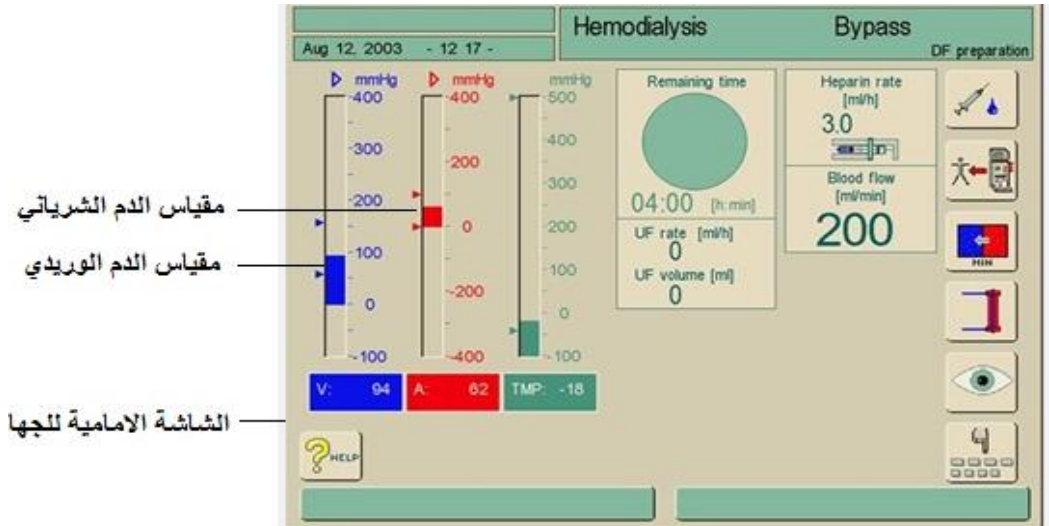 Hemodialysis
Bypass
Aug 12, 2003 - 12 17 -
DF preparation
mmHg
mmHg
mmHg
400
300
200
100
0
-100
400
200
0
-200
-400
500
400
300
200
100
0
-100
V: 94
A: 62
TMP: -18
Remaining time
04:00 [h:min]
UF rate [ml/h]
0
UF volume [ml]
0
Heparin rate
[ml/h]
3.0
Blood flow
[ml/min]
200
MIN
HELP
مقياس الدم الشرياني
مقياس الدم الوريدي
الشاشة الامامية للجها